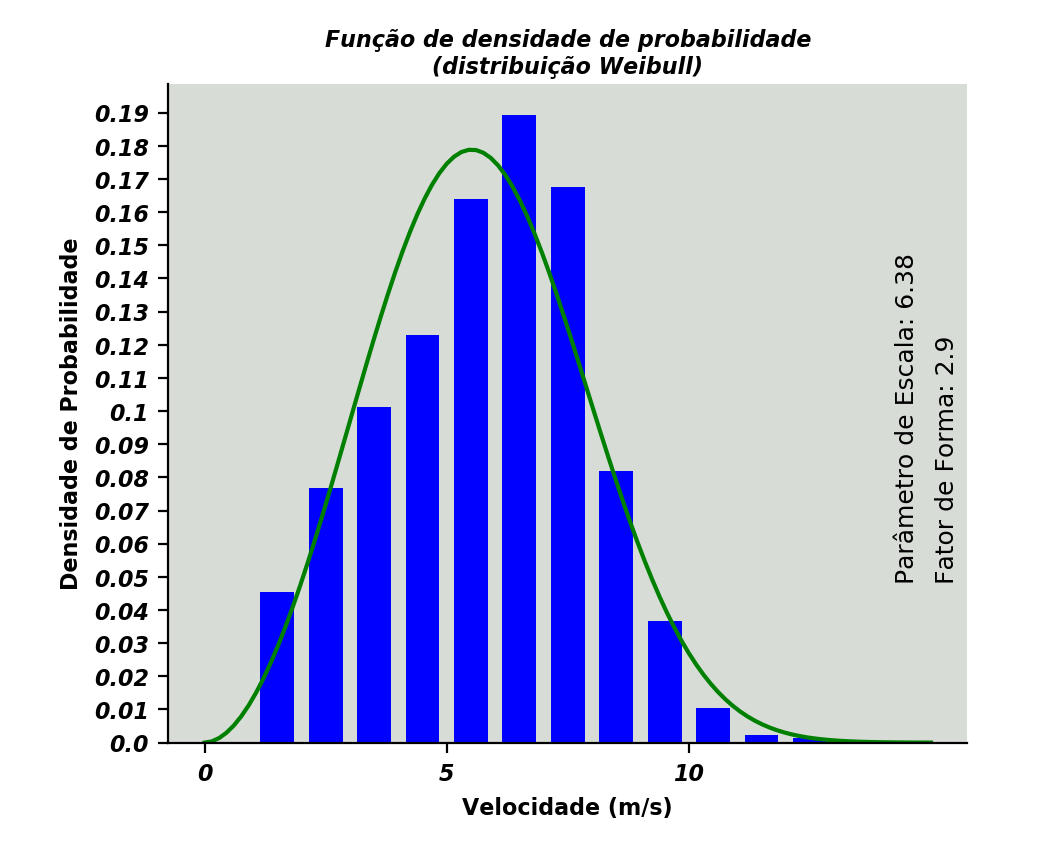 Função de densidade de probabilidade
(distribuição Weibull)
Densidade de Probabilidade
0.19
0.18
0.17
0.16
0.15
0.14
0.13
0.12
0.11
0.1
0.09
0.08
0.07
0.06
0.05
0.04
0.03
0.02
0.01
0.0
Parâmetro de Escala: 6.38
Fator de Forma: 2.9
0 5 10
Velocidade (m/s)